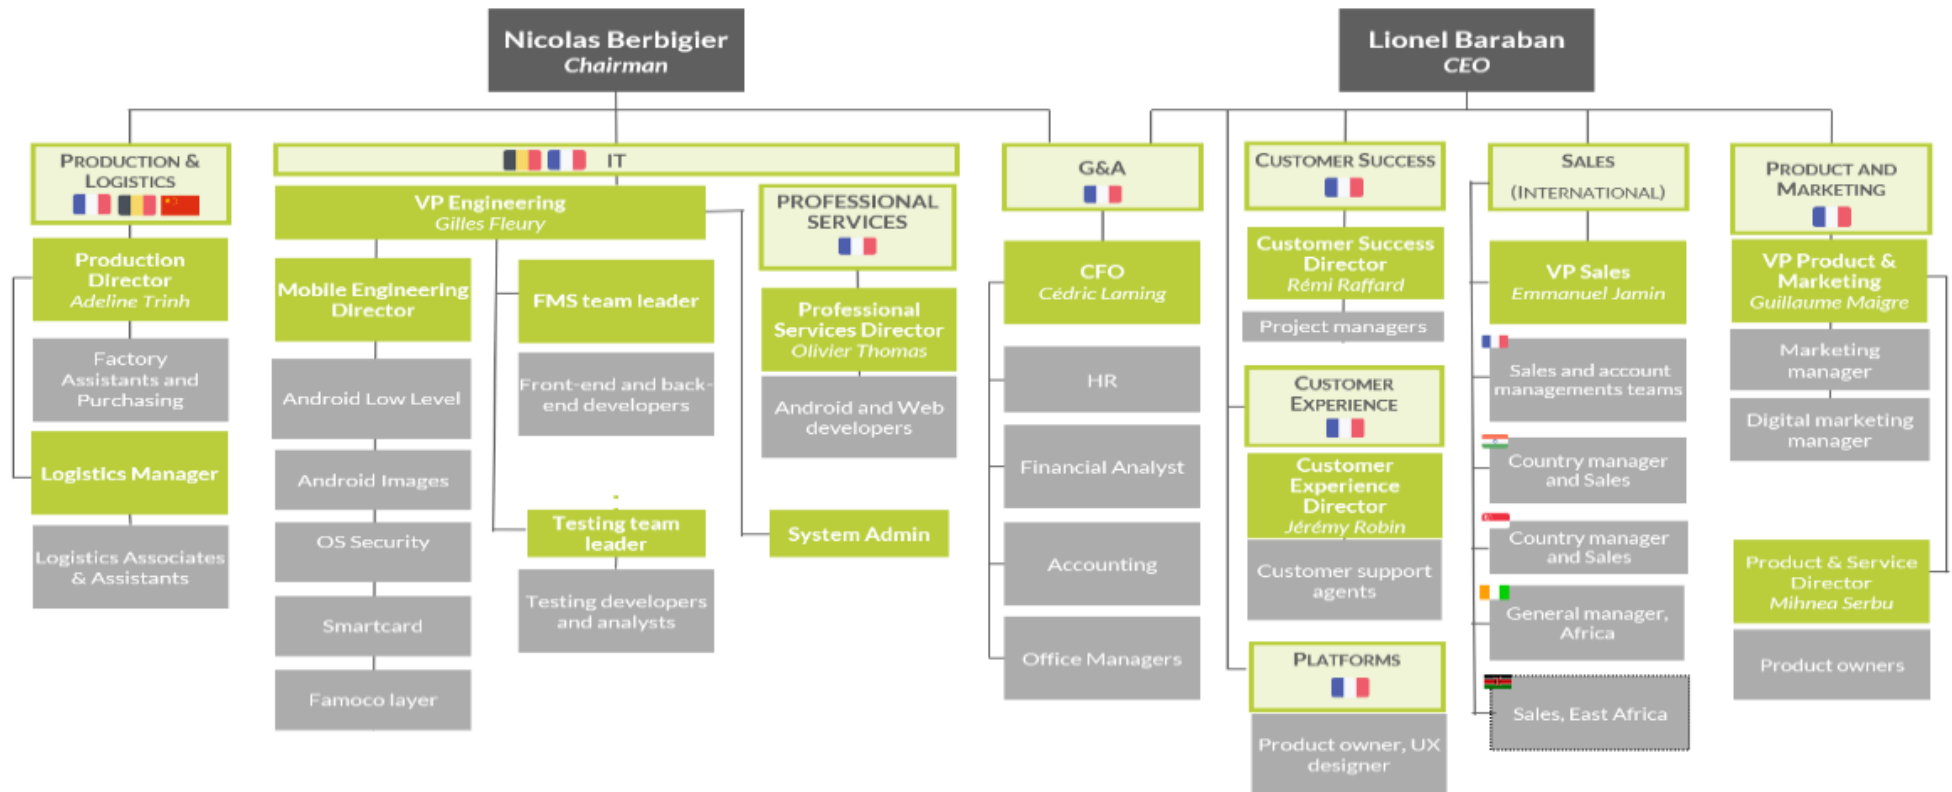 Nicolas Berbigier
Chairman
Lionel Baraban
CEO
PRODUCTION &
LOGISTICS
Production
Director
Adeline Trinh
Factory
Assistants and
Purchasing
Logistics Manager
Logistics Associates
& Assistants
IT
VP Engineering
Gilles Fleury
Mobile Engineering
Director
Android Low Level
Android Images
OS Security
Smartcard
Famoco layer
FMS team leader
Front-end and back-
end developers
Testing team
leader
Testing developers
and analysts
PROFESSIONAL
SERVICES
Professional
Services Director
Olivier Thomas
Android and Web
developers
System Admin
G&A
CFO
Cédric Laming
HR
Financial Analyst
Accounting
Office Managers
CUSTOMER SUCCESS
Customer Success
Director
Rémi Raffard
Project managers
CUSTOMER
EXPERIENCE
Customer
Experience
Director
Jérémy Robin
Customer support
agents
PLATFORMS
Product owner, UX
designer
SALES
(INTERNATIONAL)
VP Sales
Emmanuel Jamin
Sales and account
managements teams
Country manager
and Sales
Country manager
and Sales
General manager,
Africa
Sales, East Africa
PRODUCT AND
MARKETING
VP Product &
Marketing
Guillaume Maigre
Marketing
manager
Digital marketing
manager
Product & Service
Director
Mihnea Serbu
Product owners